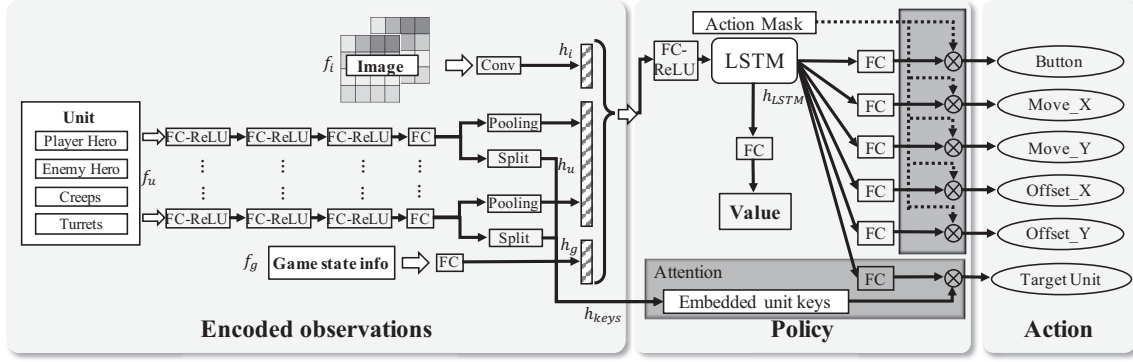 f_i
Image
Conv
h_i
Unit
Player Hero
Enemy Hero
Creeps
Turrets
f_u
FC-ReLU
FC-ReLU
FC-ReLU
FC
Pooling
Split
h_u
FC-ReLU
FC-ReLU
FC-ReLU
FC
Pooling
Split
f_g
Game state info
FC
h_g
h_keys
Encoded observations
Action Mask
FC-
ReLU
LSTM
h_LSTM
FC
Value
FC
FC
FC
FC
FC
Attention
FC
Embedded unit keys
Policy
Button
Move_X
Move_Y
Offset_X
Offset_Y
Target Unit
Action